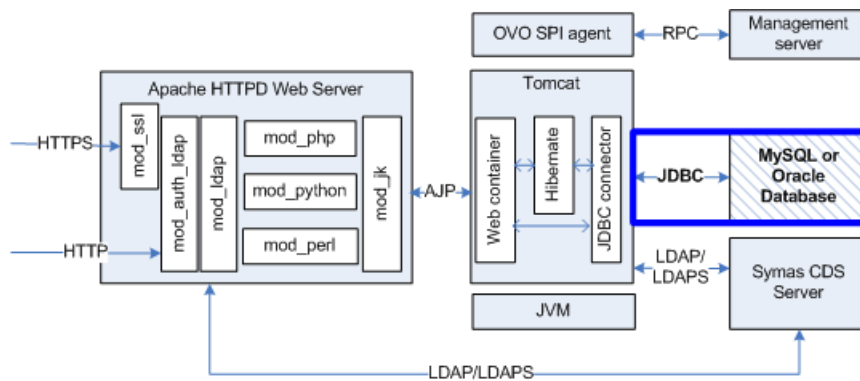 OVO SPI agent
RPC
Management
server
Apache HTTPD Web Server
Tomcat
HTTPS
mod_ssl
mod_auth_ldap
mod_ldap
mod_php
mod_python
mod_perl
mod_jk
AJP
Web container
Hibernate
JDBC connector
JDBC
MySQL or
Oracle
Database
HTTP
LDAP/
LDAPS
Symas CDS
Server
JVM
LDAP/LDAPS